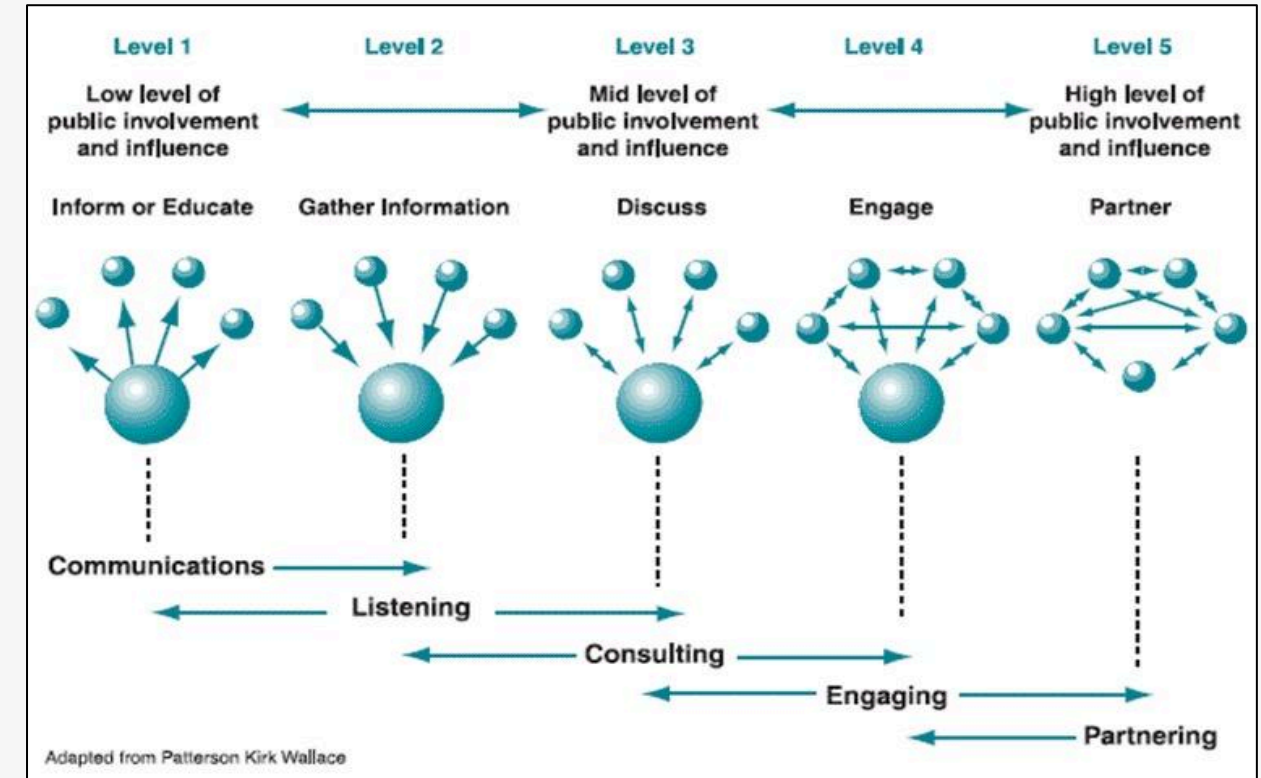 Level 1
Level 2
Level 3
Level 4
Level 5
Low level of
public involvement
and influence
Mid level of
public involvement
and influence
High level of
public involvement
and influence
Inform or Educate
Gather Information
Discuss
Engage
Partner
Communications
Listening
Consulting
Engaging
Partnering
Adapted from Patterson Kirk Wallace